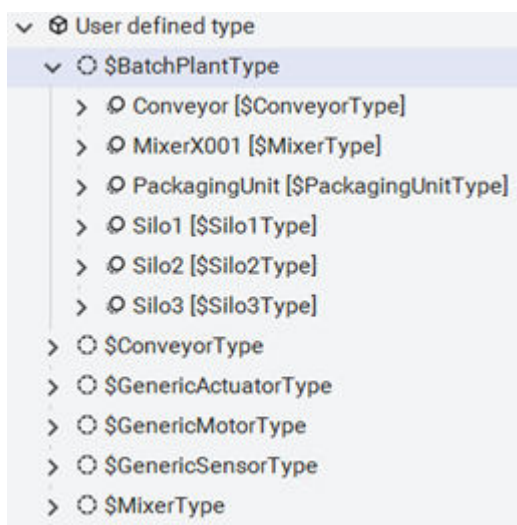 User defined type
$BatchPlantType
Conveyor [$ConveyorType]
MixerX001 [$MixerType]
PackagingUnit [$PackagingUnitType]
Silo1 [$Silo1Type]
Silo2 [$Silo2Type]
Silo3 [$Silo3Type]
$ConveyorType
$GenericActuatorType
$GenericMotorType
$GenericSensorType
$MixerType